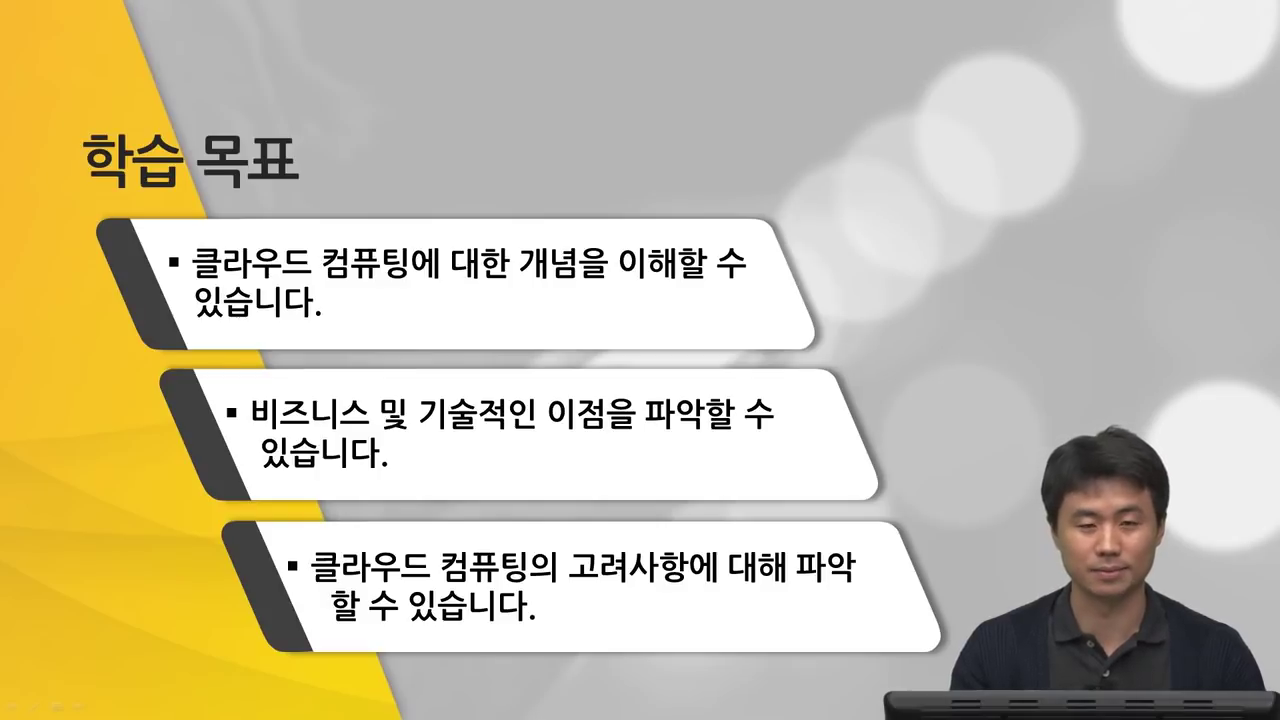 학습 목표
▪ 클라우드 컴퓨팅에 대한 개념을 이해할 수
있습니다.
▪ 비즈니스 및 기술적인 이점을 파악할 수
있습니다.
▪ 클라우드 컴퓨팅의 고려사항에 대해 파악
할 수 있습니다.